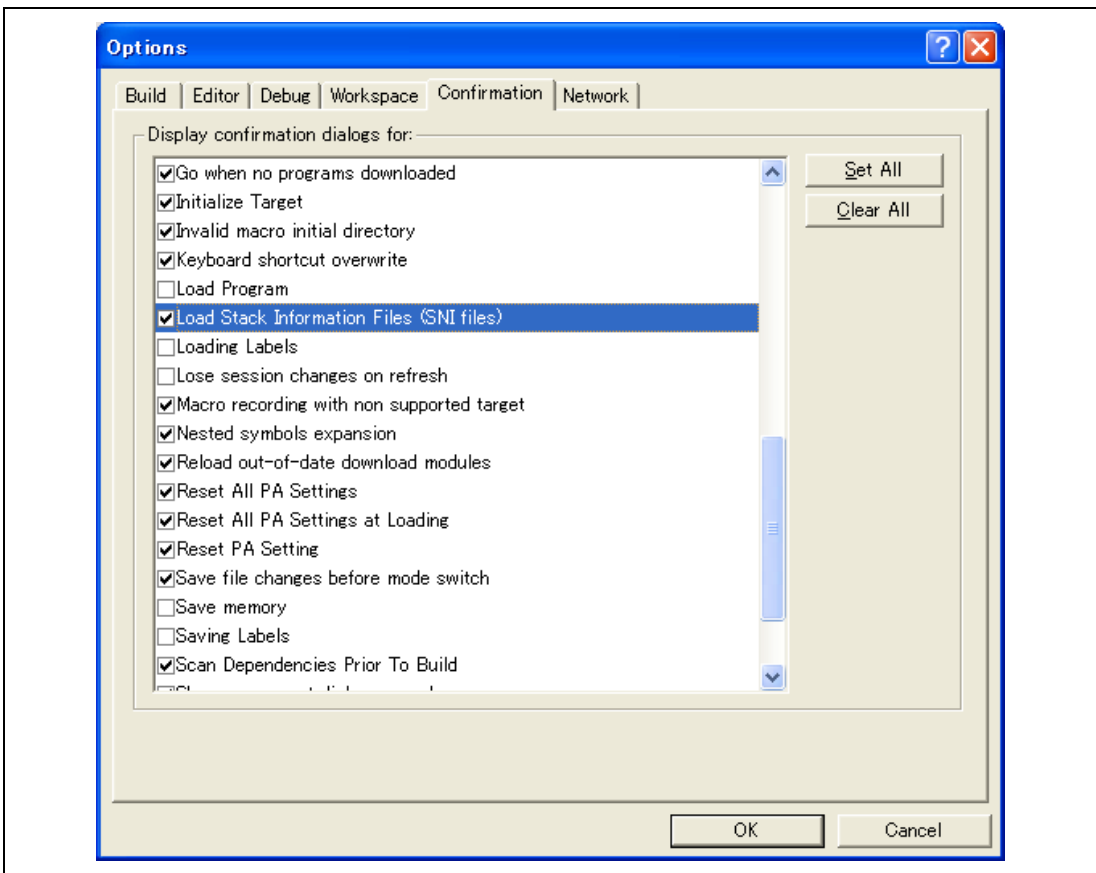 Options
Build Editor Debug Workspace Confirmation Network
Display confirmation dialogs for:
Go when no programs downloaded
Set All
Initialize Target
Clear All
Invalid macro initial directory
Keyboard shortcut overwrite
Load Program
Load Stack Information Files (SNI files)
Loading Labels
Lose session changes on refresh
Macro recording with non supported target
Nested symbols expansion
Reload out-of-date download modules
Reset All PA Settings
Reset All PA Settings at Loading
Reset PA Setting
Save file changes before mode switch
Save memory
Saving Labels
Scan Dependencies Prior To Build
OK Cancel